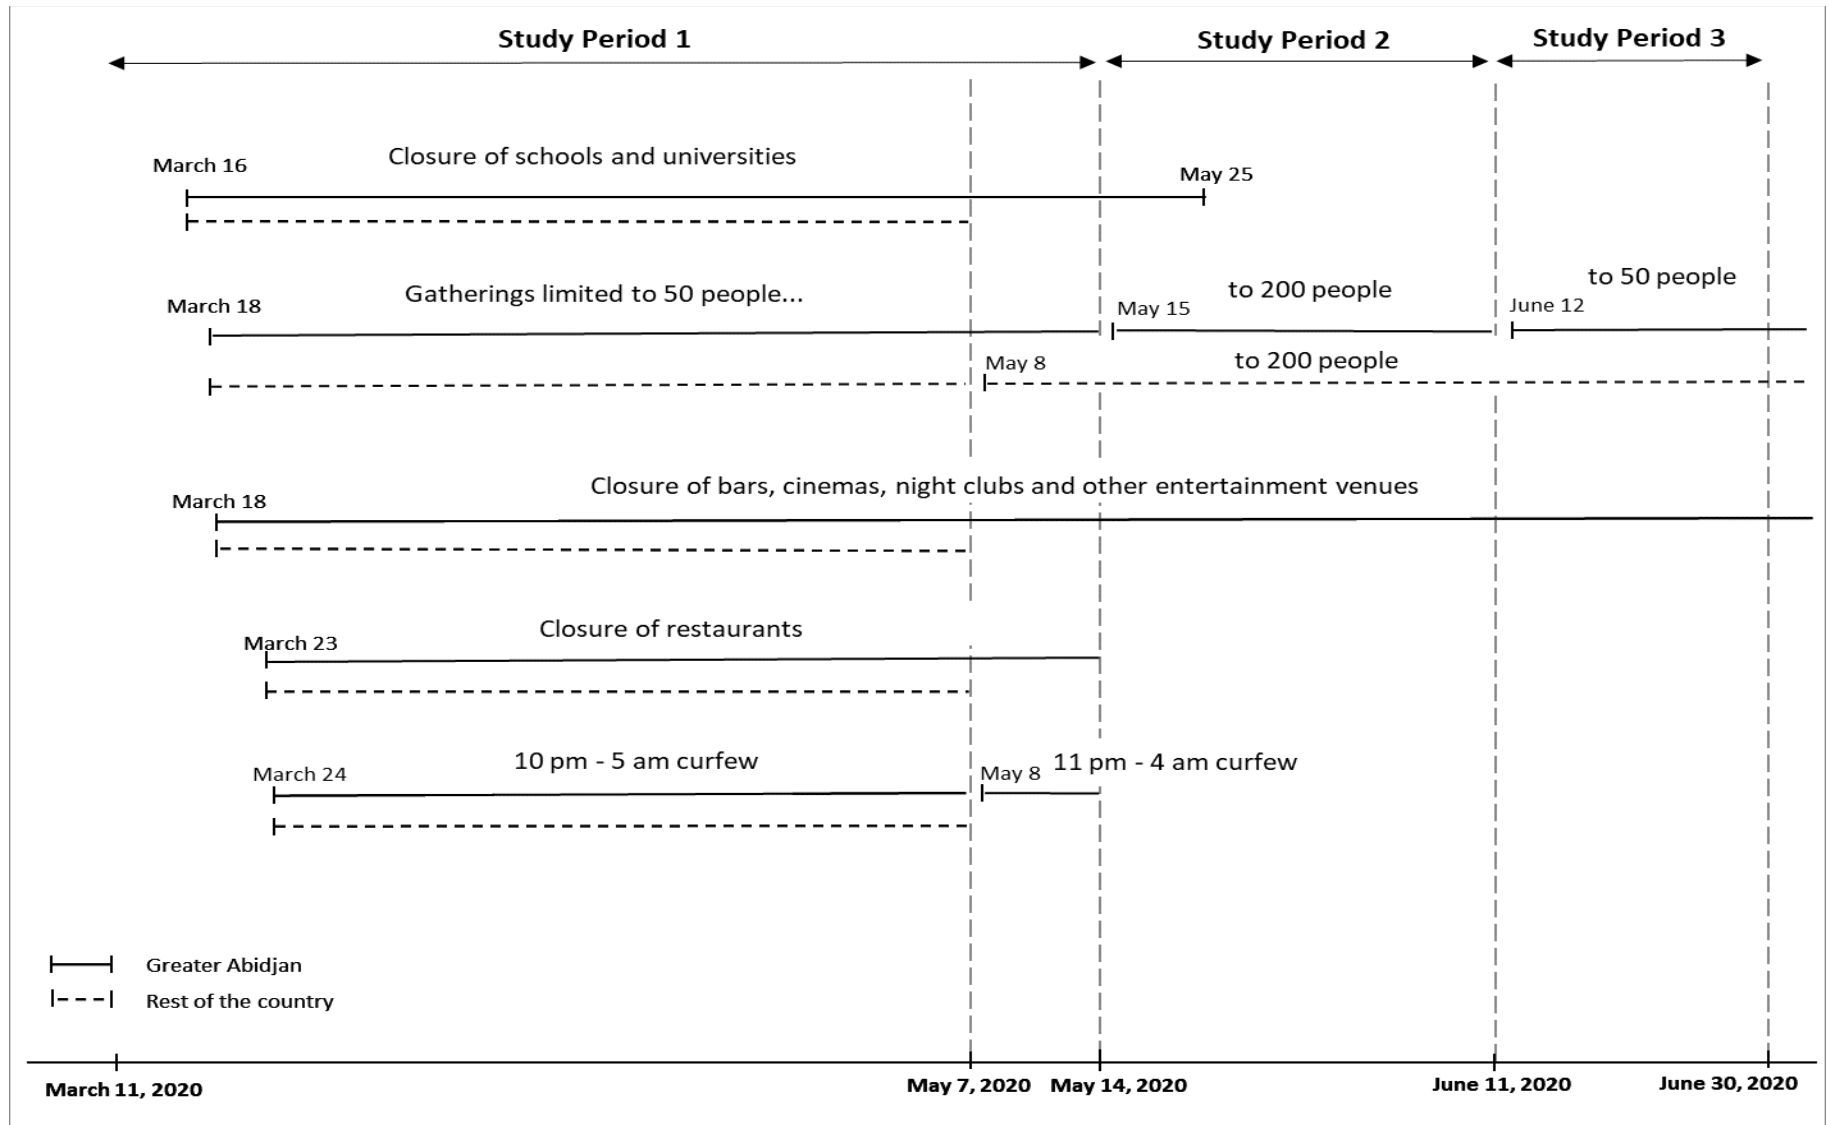 Study Period 1
Study Period 2
Study Period 3
Closure of schools and universities
March 16
May 25
Gatherings limited to 50 people...
to 200 people
to 50 people
March 18
May 15
June 12
May 8
to 200 people
Closure of bars, cinemas, night clubs and other entertainment venues
March 18
Closure of restaurants
March 23
10 pm - 5 am curfew
11 pm - 4 am curfew
March 24
May 8
Greater Abidjan
Rest of the country
March 11, 2020
May 7, 2020
May 14, 2020
June 11, 2020
June 30, 2020